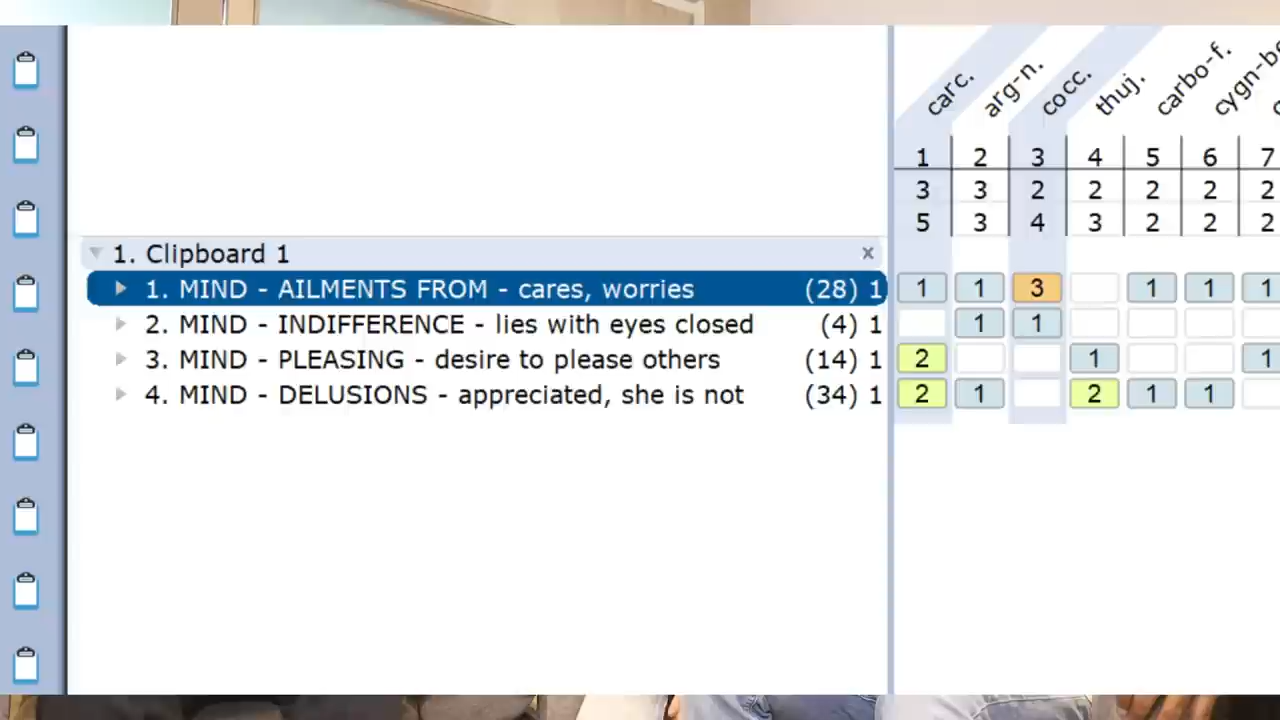 carc. arg-n. cocc. thuj. carbo-f.
1 2 3 4 5 6 7
3 3 2 2 2 2 2
5 3 4 3 2 2 2
1. Clipboard 1 x
1. MIND - AILMENTS FROM - cares, worries (28) 1 1 1 3 1 1 1
2. MIND - INDIFFERENCE - lies with eyes closed (4) 1 1 1
3. MIND - PLEASING - desire to please others (14) 1 2 1 1
4. MIND - DELUSIONS - appreciated, she is not (34) 1 2 1 2 1 1